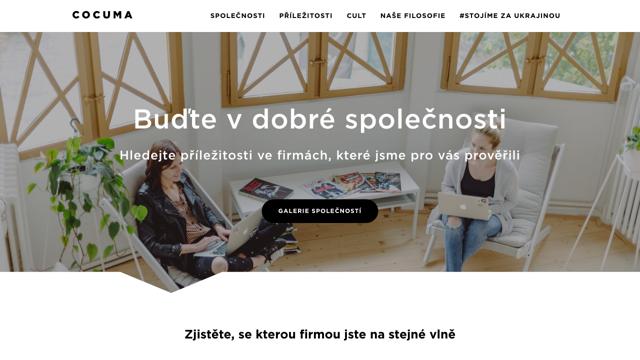 COCUMA
SPOLEČNOSTI PŘÍLEŽITOSTI CULT NAŠE FILOSOFIE #STOJÍME ZA UKRAJINOU
Buďte v dobré společnosti
Hledejte příležitosti ve firmách, které jsme pro vás prověřili
GALERIE SPOLEČNOSTÍ
Zjistěte, se kterou firmou jste na stejné vlně